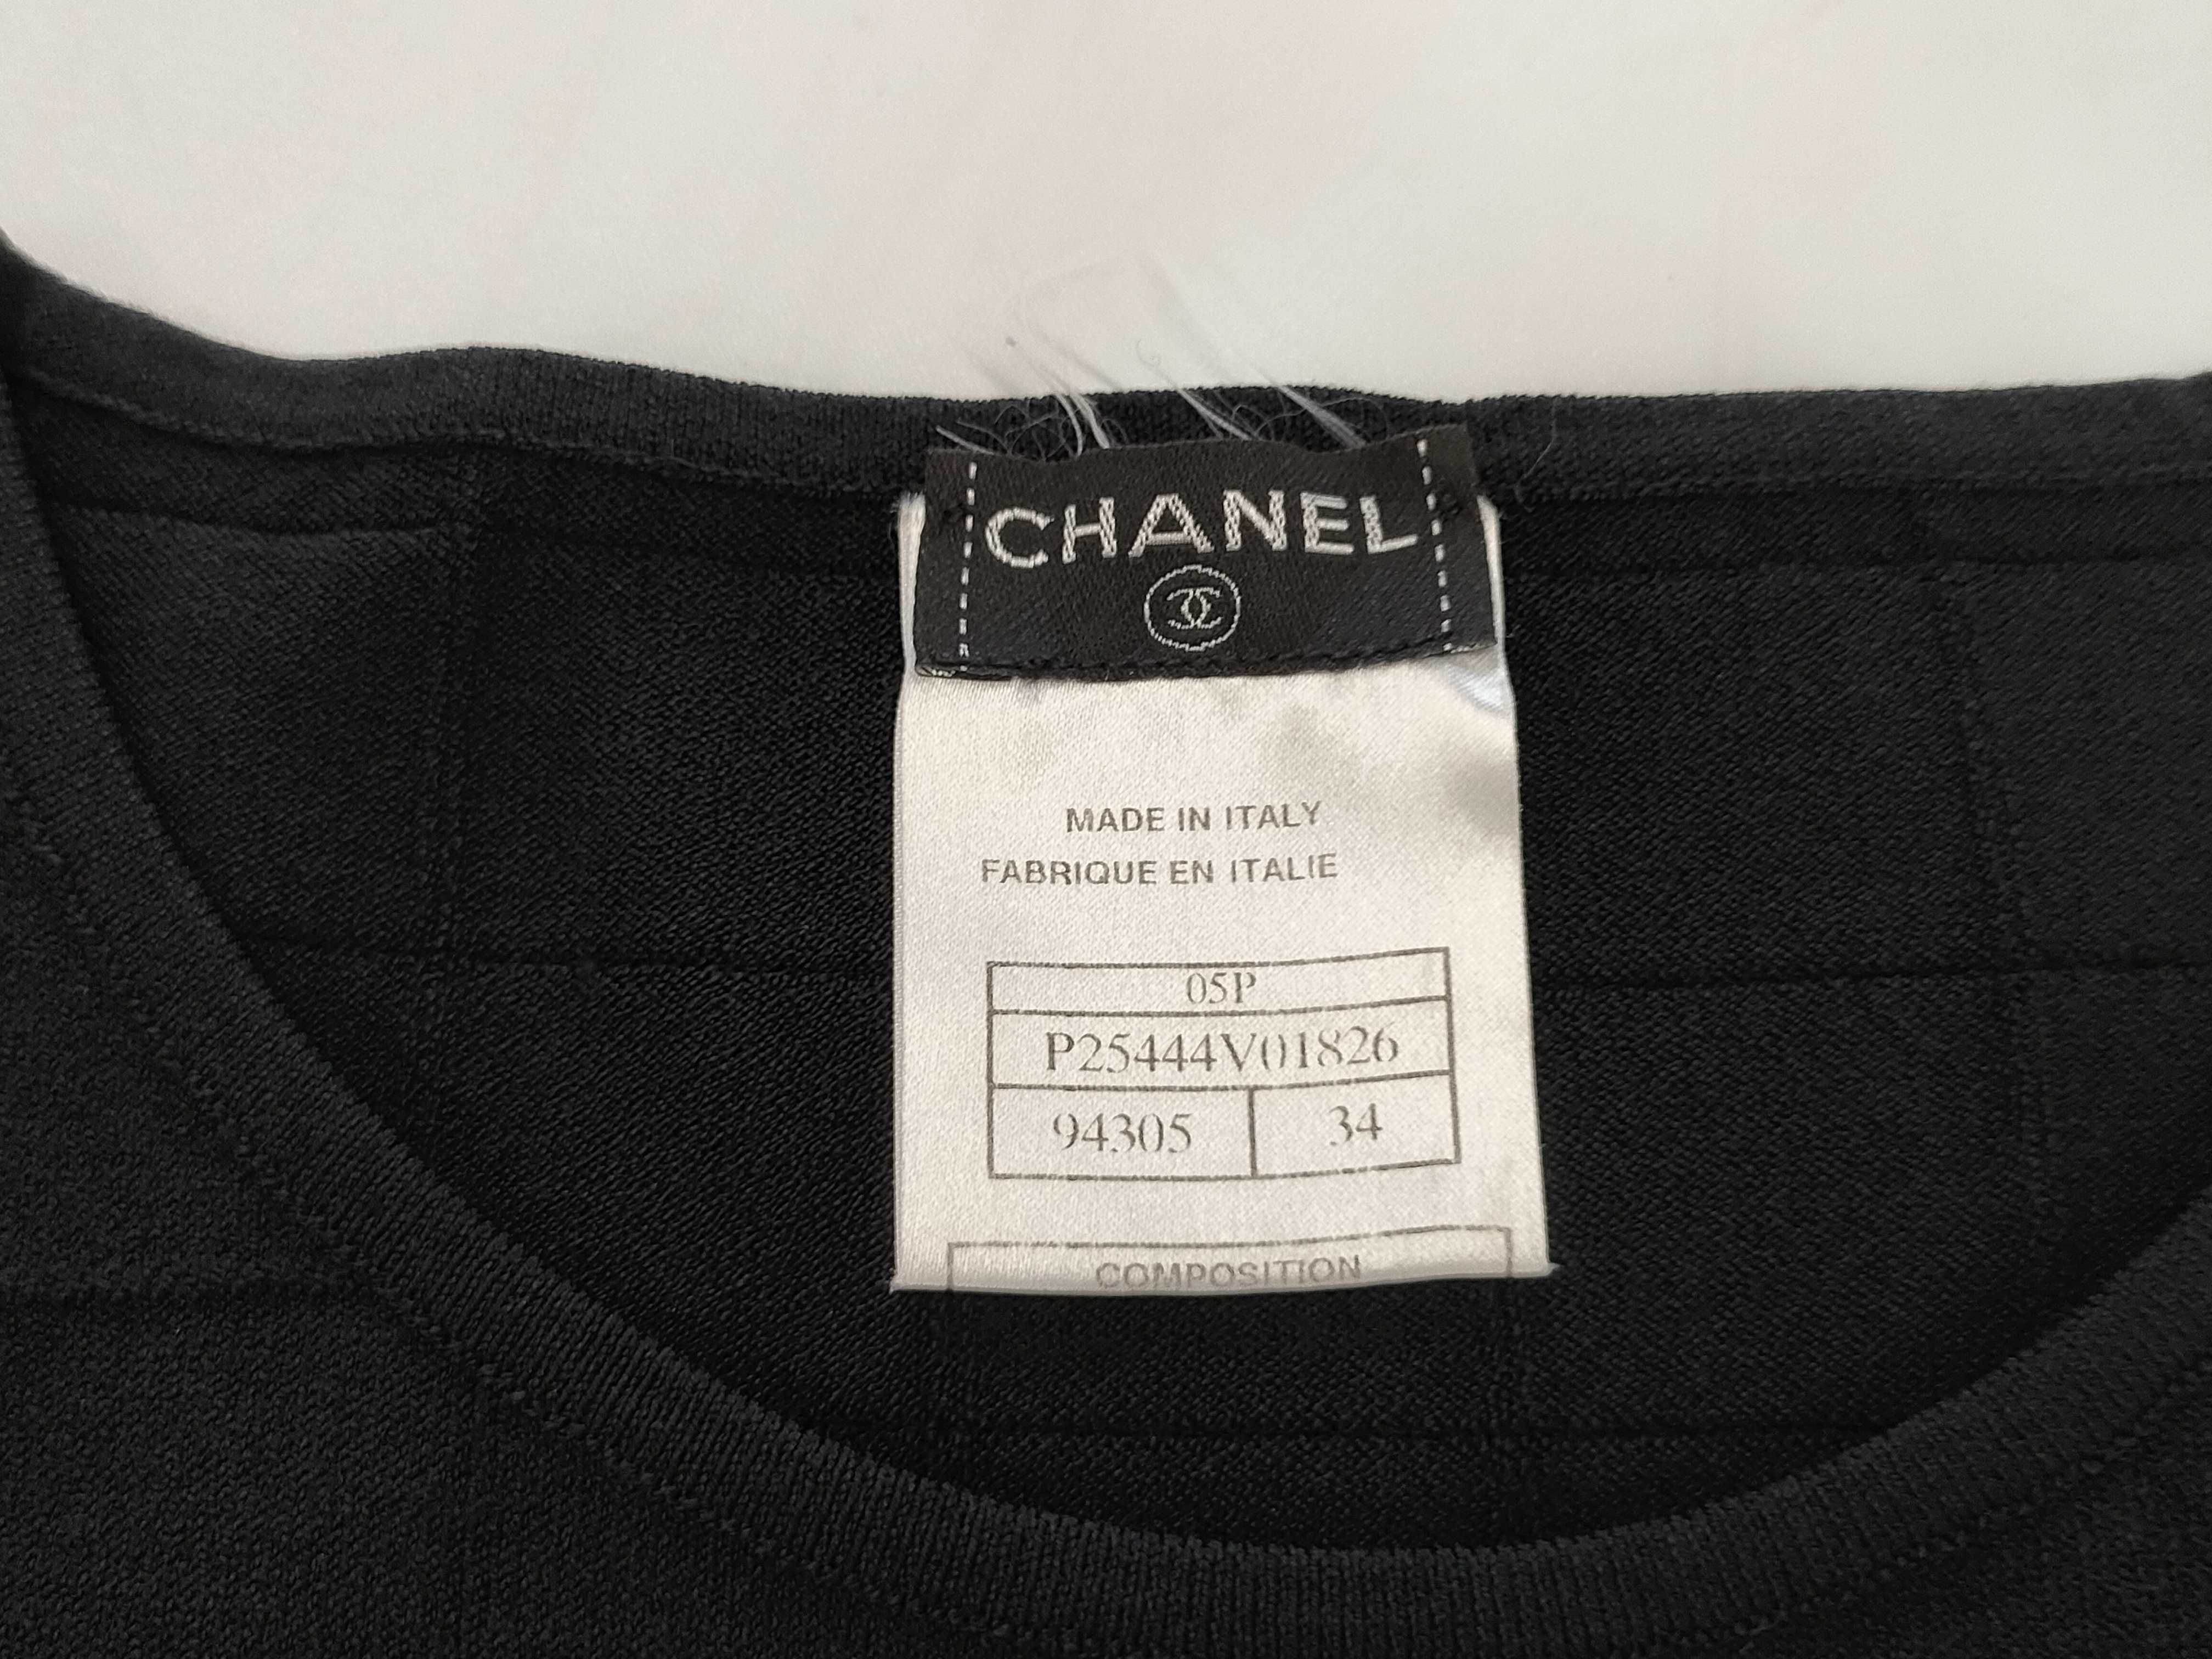 CHANEL
MADE IN ITALY
FABRIQUE EN ITALIE
05P
P25444V01826
94305 34
COMPOSITION